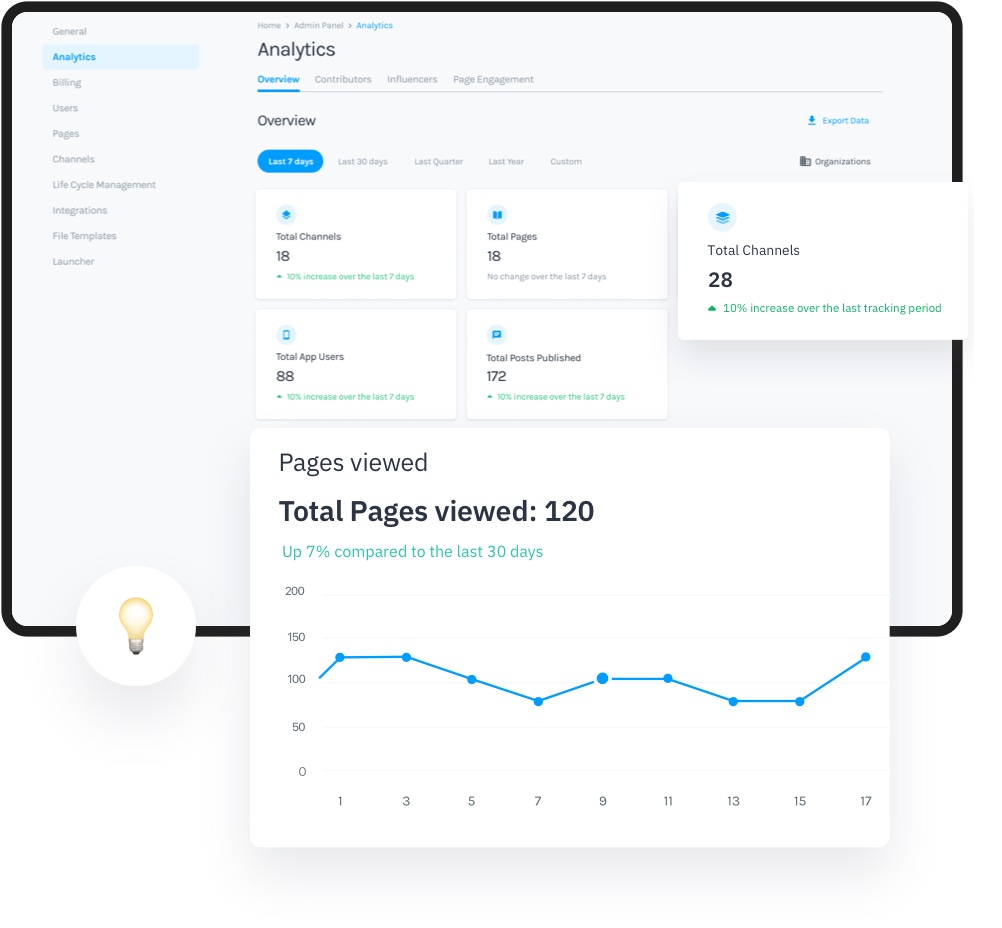 General
Analytics
Billing
Users
Pages
Channels
Life Cycle Management
Integrations
File Templates
Launcher
Home > Admin Panel > Analytics
Analytics
Overview Contributors Influencers Page Engagement
Overview
Export Data
Last 7 days Last 30 days Last Quarter Last Year Custom
Organizations
Total Channels
18
10% increase over the last 7 days
Total Pages
18
No change over the last 7 days
Total Channels
28
10% increase over the last tracking period
Total App Users
88
10% increase over the last 7 days
Total Posts Published
172
10% increase over the last 7 days
Pages viewed
Total Pages viewed: 120
Up 7% compared to the last 30 days
200
150
100
50
0
1 3 5 7 9 11 13 15 17